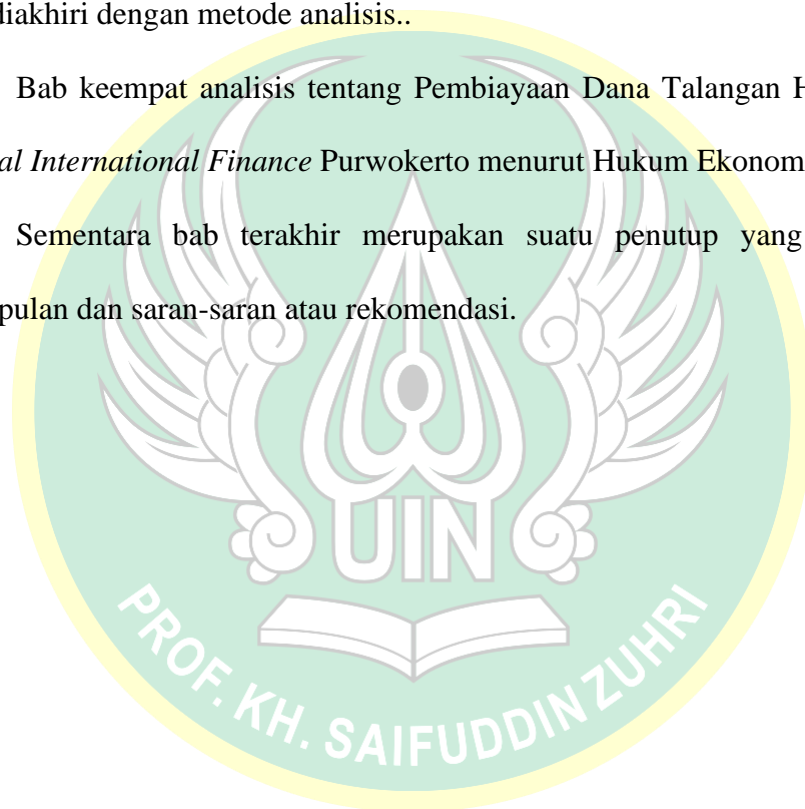 diakhiri dengan metode analisis..
Bab keempat analisis tentang Pembiayaan Dana Talangan
International Finance Purwokerto menurut Hukum Ekonom
Sementara bab terakhir merupakan suatu penutup yang
pulan dan saran-saran atau rekomendasi.
UIN
PROF. KH. SAIFUDDIN ZUHRI